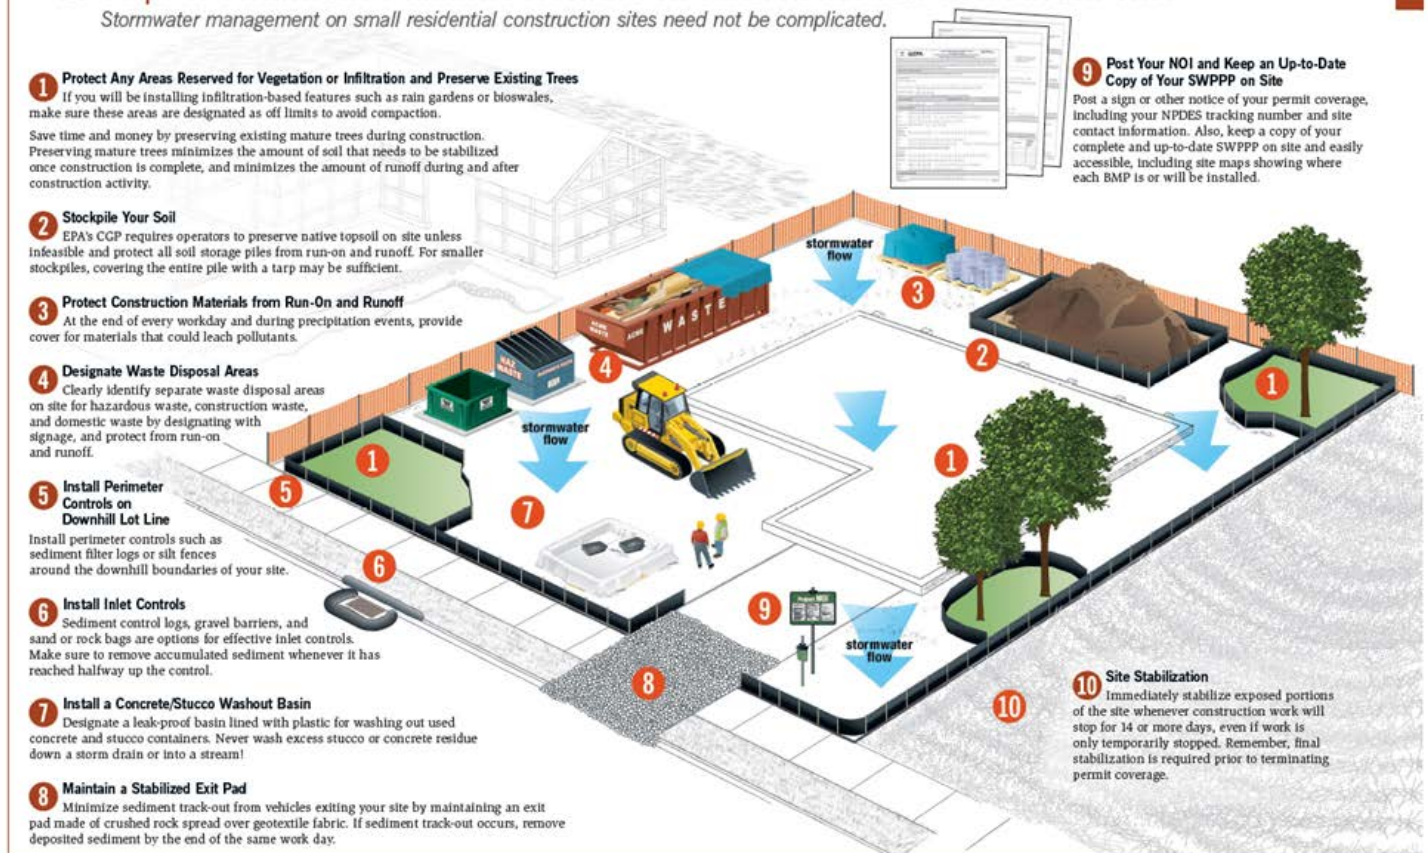 Stormwater management on small residential construction sites need not be complicated.
1 Protect Any Areas Reserved for Vegetation or Infiltration and Preserve Existing Trees
If you will be installing infiltration-based features such as rain gardens or bioswales,
make sure these areas are designated as off limits to avoid compaction.
Save time and money by preserving existing mature trees during construction.
Preserving mature trees minimizes the amount of soil that needs to be stabilized
once construction is complete, and minimizes the amount of runoff during and after
construction activity.
2 Stockpile Your Soil
EPA's CGP requires operators to preserve native topsoil on site unless
infeasible and protect all soil storage piles from run-on and runoff. For smaller
stockpiles, covering the entire pile with a tarp may be sufficient.
3 Protect Construction Materials from Run-On and Runoff
At the end of every workday and during precipitation events, provide
cover for materials that could leach pollutants.
4 Designate Waste Disposal Areas
Clearly identify separate waste disposal areas
on site for hazardous waste, construction waste,
and domestic waste by designating with
signage, and protect from run-on
and runoff.
5 Install Perimeter
Controls on
Downhill Lot Line
Install perimeter controls such as
sediment filter logs or silt fences
around the downhill boundaries of your site.
6 Install Inlet Controls
Sediment control logs, gravel barriers, and
sand or rock bags are options for effective inlet controls.
Make sure to remove accumulated sediment whenever it has
reached halfway up the control.
7 Install a Concrete/Stucco Washout Basin
Designate a leak-proof basin lined with plastic for washing out used
concrete and stucco containers. Never wash excess stucco or concrete residue
down a storm drain or into a stream!
8 Maintain a Stabilized Exit Pad
Minimize sediment track-out from vehicles exiting your site by maintaining an exit
pad made of crushed rock spread over geotextile fabric. If sediment track-out occurs, remove
deposited sediment by the end of the same work day.
9 Post Your NOI and Keep an Up-to-Date
Copy of Your SWPPP on Site
Post a sign or other notice of your permit coverage,
including your NPDES tracking number and site
contact information. Also, keep a copy of your
complete and up-to-date SWPPP on site and easily
accessible, including site maps showing where
each BMP is or will be installed.
10 Site Stabilization
Immediately stabilize exposed portions
of the site whenever construction work will
stop for 14 or more days, even if work is
only temporarily stopped. Remember, final
stabilization is required prior to terminating
permit coverage.
stormwater
flow
3
2
1
ACME
WASTE
ACME
WASTE
4
HAZ
WASTE
stormwater
flow
1
5
7
6
1
9
Project
stormwater
flow
8
10